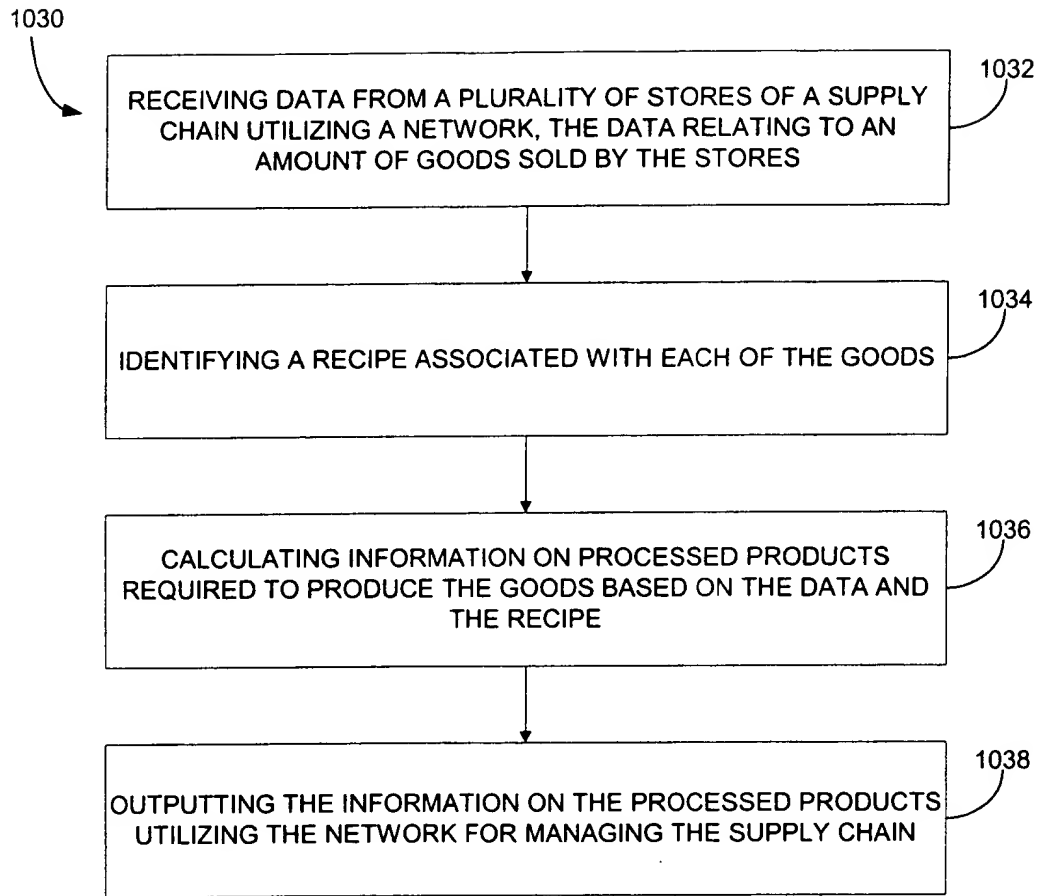 1030
1032
RECEIVING DATA FROM A PLURALITY OF STORES OF A SUPPLY
CHAIN UTILIZING A NETWORK, THE DATA RELATING TO AN
AMOUNT OF GOODS SOLD BY THE STORES
1034
IDENTIFYING A RECIPE ASSOCIATED WITH EACH OF THE GOODS
1036
CALCULATING INFORMATION ON PROCESSED PRODUCTS
REQUIRED TO PRODUCE THE GOODS BASED ON THE DATA AND
THE RECIPE
1038
OUTPUTTING THE INFORMATION ON THE PROCESSED PRODUCTS
UTILIZING THE NETWORK FOR MANAGING THE SUPPLY CHAIN